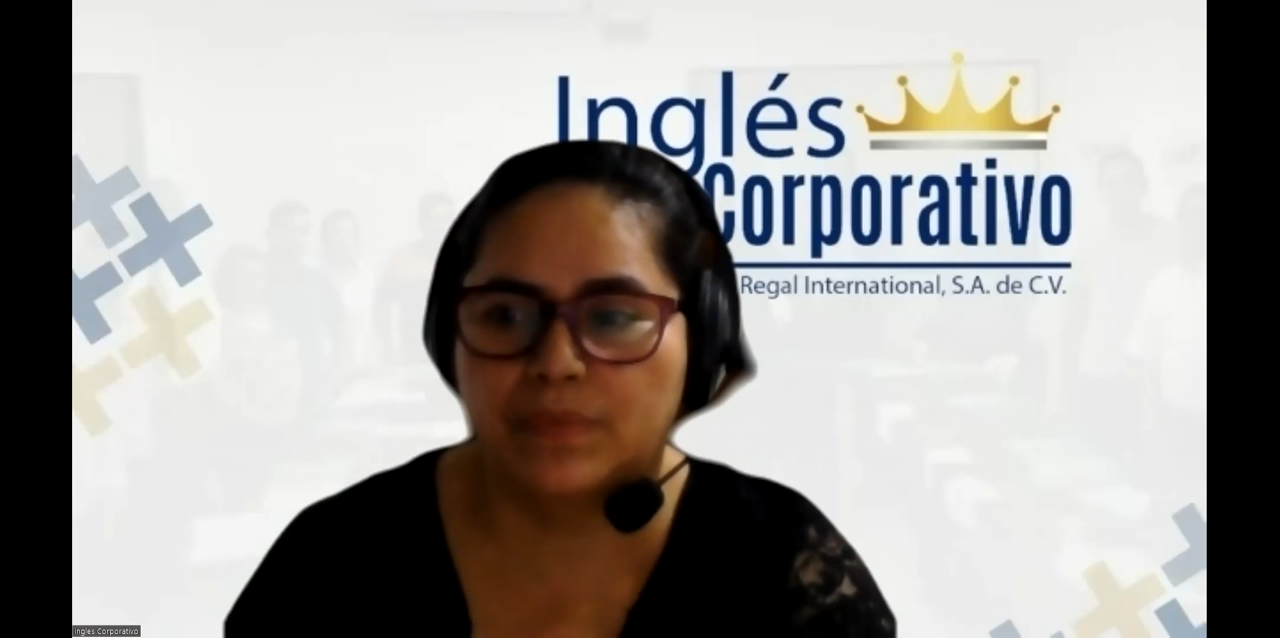 Inglés
Corporativo
Regal International, S.A. de C.V.
Inglés Corporativo